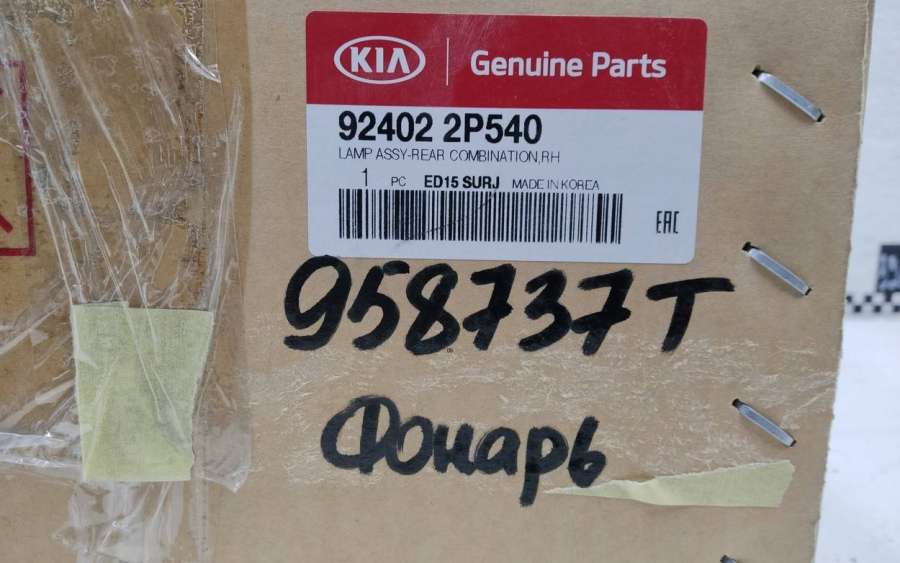 KIA Genuine Parts
92402 2P540
LAMP ASSY-REAR COMBINATION,RH
1 PC ED15 SURJ MADE IN KOREA
EAC
958737т
Фонарь